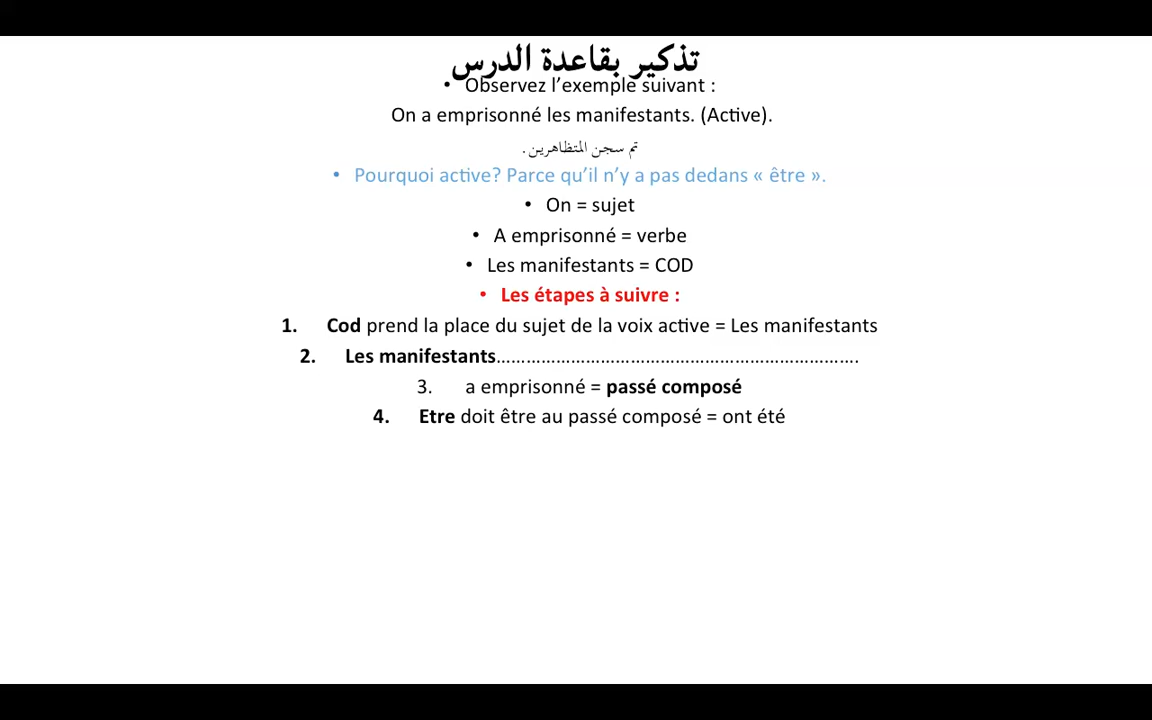 تذكير بقاعدة الدرس
• Observez l’exemple suivant :
On a emprisonné les manifestants. (Active).
تم سجن المتظاهرين.
• Pourquoi active? Parce qu’il n’y a pas dedans « être ».
• On = sujet
• A emprisonné = verbe
• Les manifestants = COD
• Les étapes à suivre :
1. Cod prend la place du sujet de la voix active = Les manifestants
2. Les manifestants…………………………………………………………….
3. a emprisonné = passé composé
4. Etre doit être au passé composé = ont été